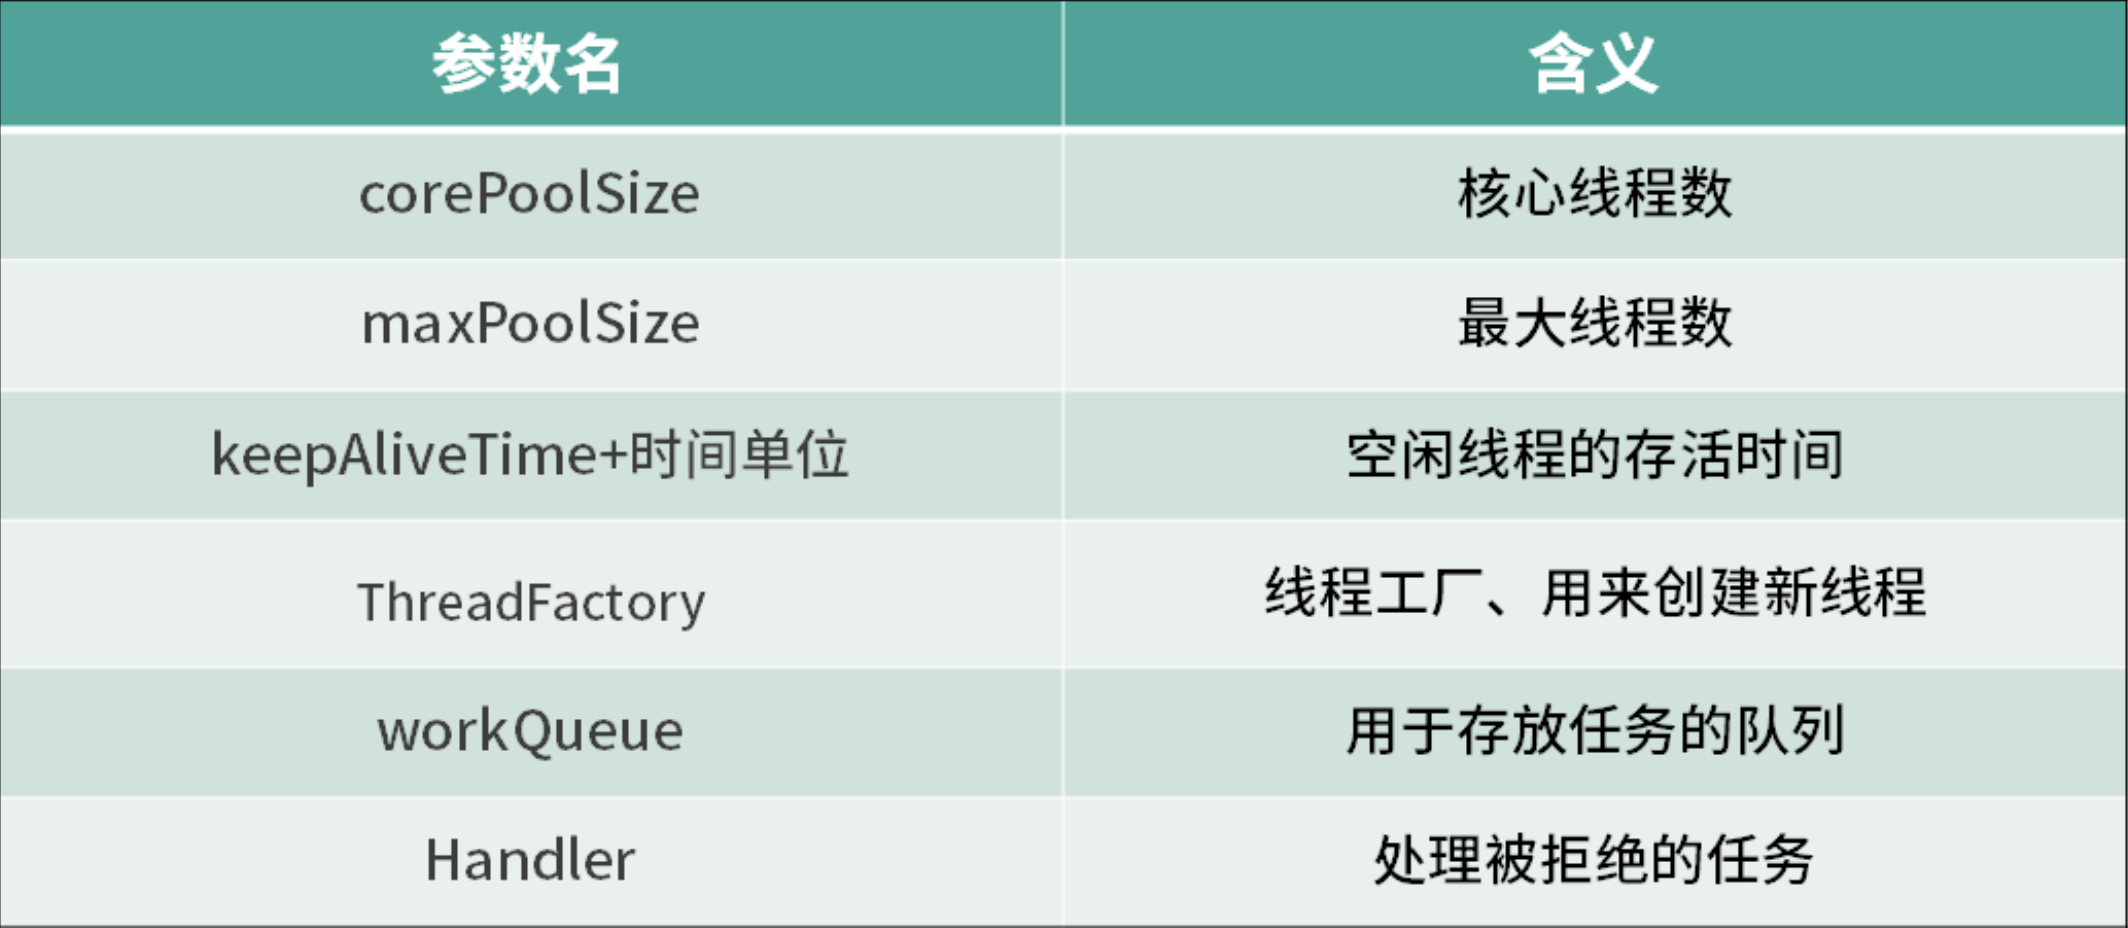 参数名 含义
corePoolSize 核心线程数
maxPoolSize 最大线程数
keepAliveTime+时间单位 空闲线程的存活时间
ThreadFactory 线程工厂、用来创建新线程
workQueue 用于存放任务的队列
Handler 处理被拒绝的任务